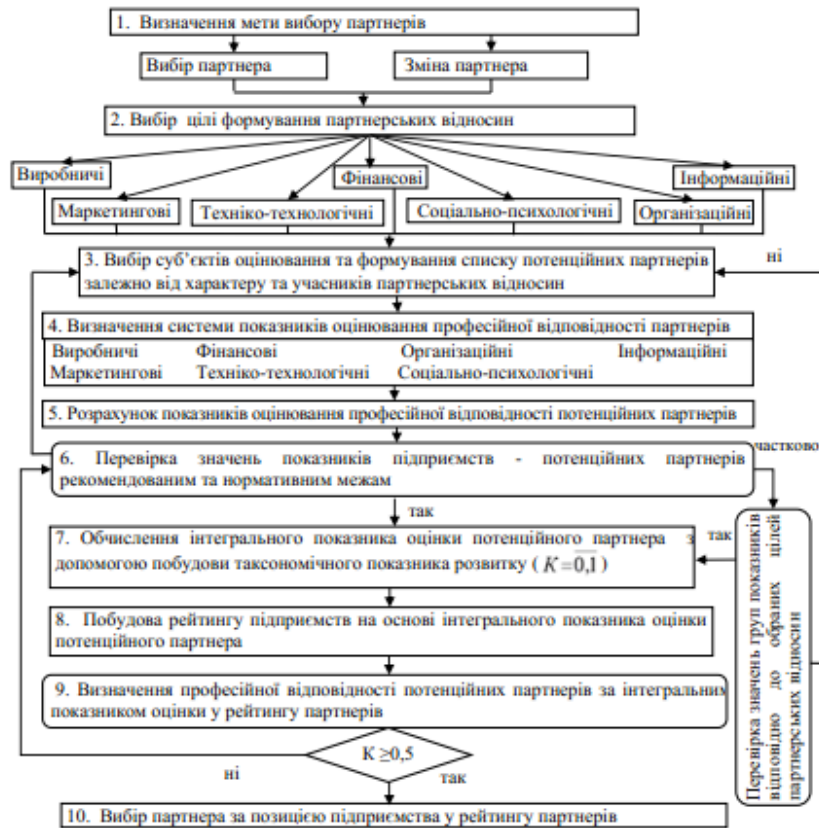 1. Визначення мети вибору партнерів
Вибір партнера
Зміна партнера
2. Вибір цілі формування партнерських відносин
Виробничі
Фінансові
Інформаційні
Маркетингові
Техніко-технологічні
Соціально-психологічні
Організаційні
3. Вибір суб’єктів оцінювання та формування списку потенційних партнерів
залежно від характеру та учасників партнерських відносин
ні
4. Визначення системи показників оцінювання професійної відповідності партнерів
Виробничі Фінансові Організаційні Інформаційні
Маркетингові Техніко-технологічні Соціально-психологічні
5. Розрахунок показників оцінювання професійної відповідності потенційних партнерів
6. Перевірка значень показників підприємств - потенційних партнерів
рекомендованим та нормативним межам
частково
так
7. Обчислення інтегрального показника оцінки потенційного партнера з
допомогою побудови таксономічного показника розвитку ( K = 0,1 )
так
Перевірка значень груп показників
відповідно до обраних цілей
партнерських відносин
8. Побудова рейтингу підприємств на основі інтегрального показника оцінки
потенційного партнера
9. Визначення професійної відповідності потенційних партнерів за інтегральним
показником оцінки у рейтингу партнерів
К ≥0,5
ні
так
10. Вибір партнера за позицією підприємства у рейтингу партнерів